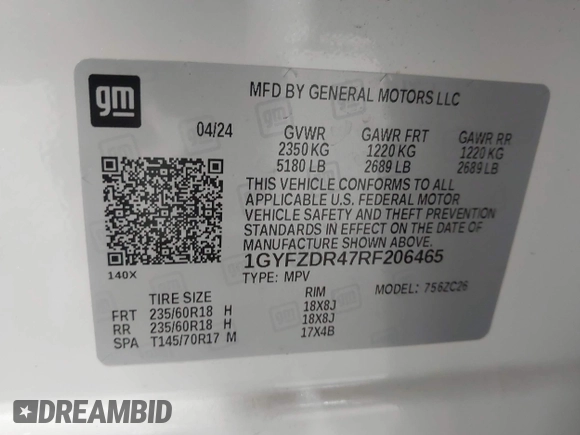 gm
MFD BY GENERAL MOTORS LLC
04/24 GVWR GAWR FRT GAWR RR
2350 KG 1220 KG 1220 KG
5180 LB 2689 LB 2689 LB
THIS VEHICLE CONFORMS TO ALL
APPLICABLE U.S. FEDERAL MOTOR
VEHICLE SAFETY AND THEFT PREVENTION
STANDARDS IN EFFECT ON THE DATE OF
MANUFACTURE SHOWN ABOVE.
140X
1GYFZDR47RF206465
TYPE: MPV MODEL: 756ZC26
TIRE SIZE RIM
FRT 235/60R18 H 18X8J
RR 235/60R18 H 18X8J
SPA T145/70R17 M 17X4B
DREAMBID